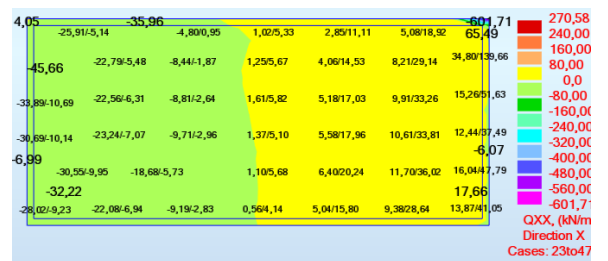 4,05 -35,96 -601,71 270,58
-25,91/-5,14 -4,80/0,95 1,02/5,33 2,85/11,11 5,08/18,92 65,49 240,00
160,00
-45,66 -22,79/-5,48 -8,44/-1,87 1,25/5,67 4,06/14,53 8,21/29,14 34,80/139,66 80,00
0,0
-33,89/-10,69 -22,56/-6,31 -8,81/-2,64 1,61/5,82 5,18/17,03 9,91/33,26 15,26/51,63 -80,00
-160,00
-240,00
-30,69/-10,14 -23,24/-7,07 -9,71/-2,96 1,37/5,10 5,58/17,96 10,61/33,81 12,44/37,49 -320,00
-6,99 -6,07 -400,00
-30,55/-9,95 -18,68/-5,73 1,10/5,68 6,40/20,24 11,70/36,02 16,04/47,79 -480,00
-32,22 17,66 -560,00
-28,02/-9,23 -22,08/-6,94 -9,19/-2,83 0,56/4,14 5,04/15,80 9,38/28,64 13,87/41,05 -601,71
QXX, (kN/m
Direction X
Cases: 23to47